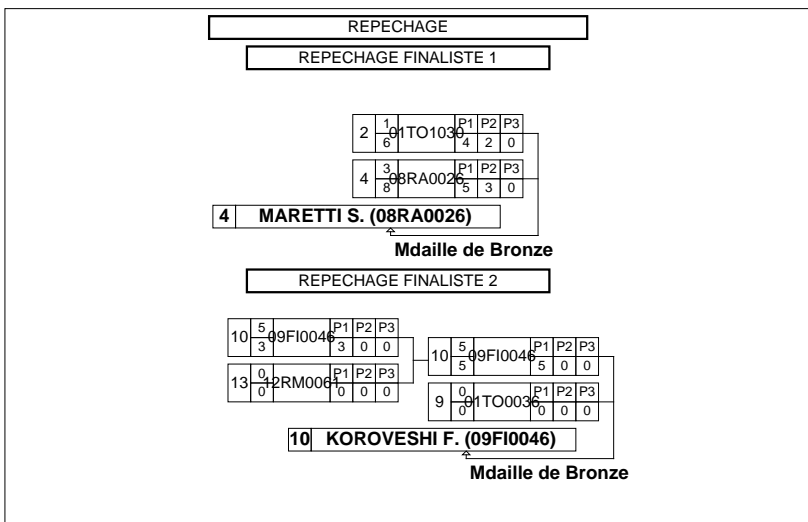 REPECHAGE
REPECHAGE FINALISTE 1
2 1 6 01TO1030 P1 P2 P3 4 2 0
4 3 8 08RA0026 P1 P2 P3 5 3 0
4 MARETTI S. (08RA0026)
Mdaille de Bronze
REPECHAGE FINALISTE 2
10 5 3 09FI0046 P1 P2 P3 3 0 0
13 0 0 12RM0061 P1 P2 P3 0 0 0
10 5 5 09FI0046 P1 P2 P3 5 0 0
9 0 0 01TO0036 P1 P2 P3 0 0 0
10 KOROVESHI F. (09FI0046)
Mdaille de Bronze